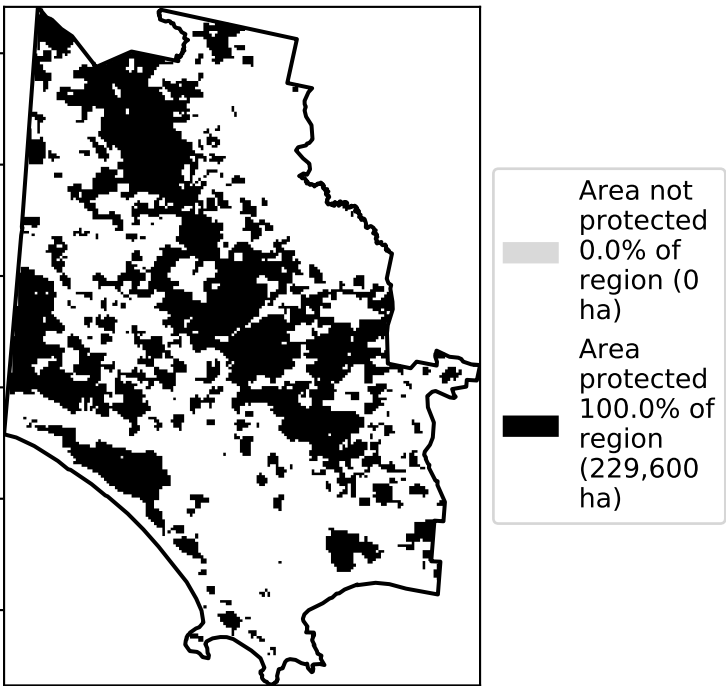 Area not
protected
0.0% of
region (0
ha)
Area
protected
100.0% of
region
(229,600
ha)